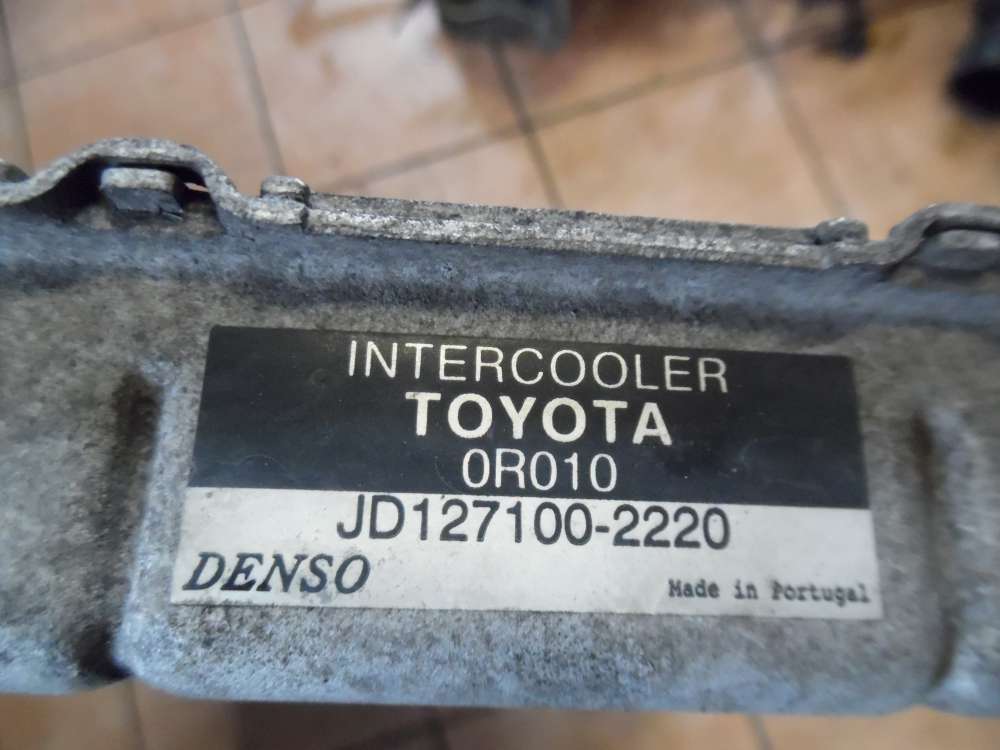 INTERCOOLER
TOYOTA
0R010
JD127100-2220
DENSO
Made in Portugal